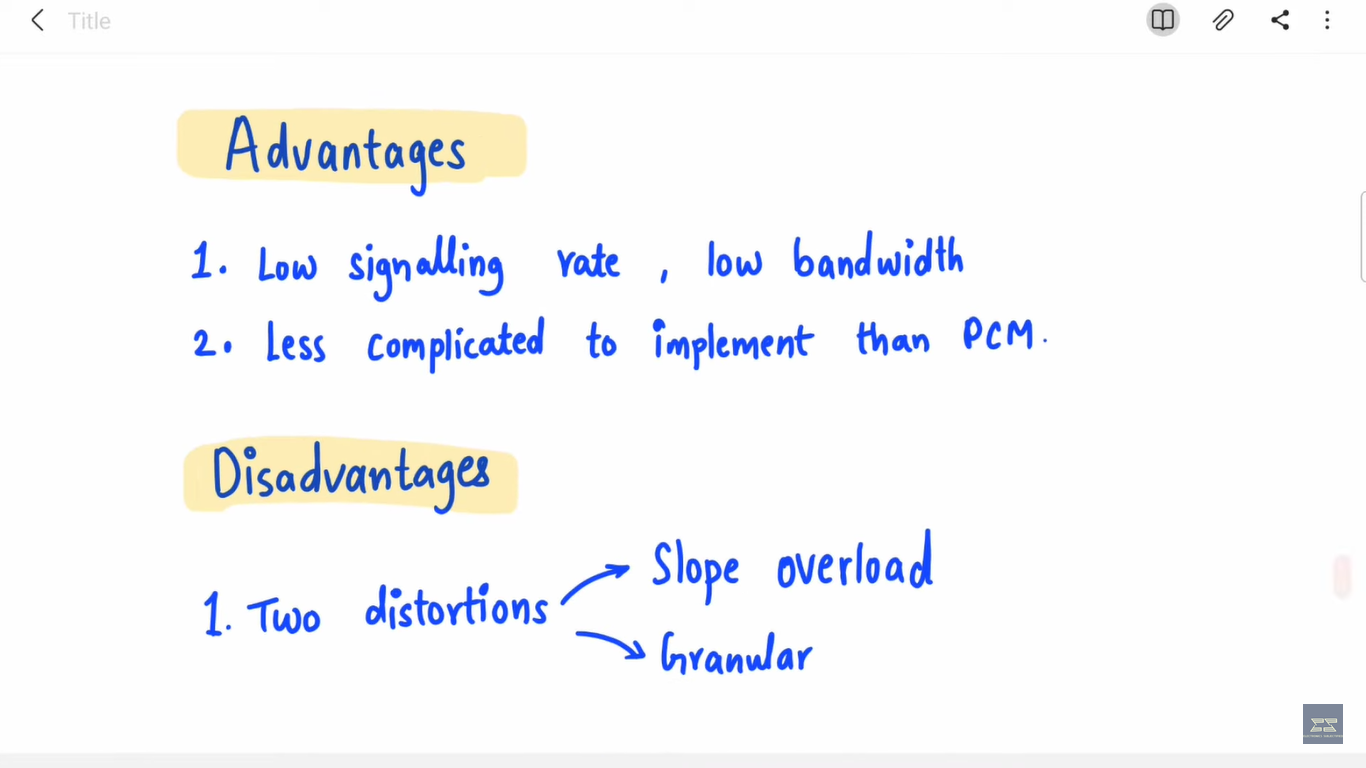 Title
Advantages
1. Low signalling rate , low bandwidth
2. Less complicated to implement than PCM.
Disadvantages
1. Two distortions
Slope overload
Granular